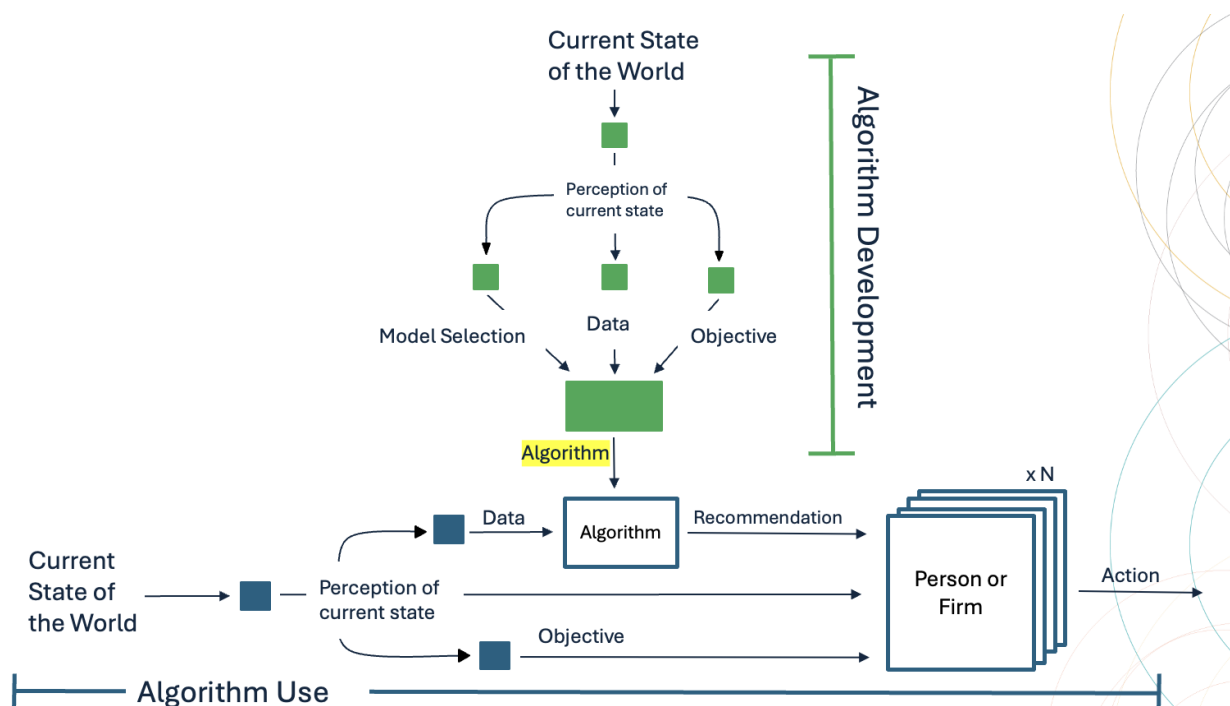 Current State
of the World
Algorithm Development
Perception of
current state
Model Selection
Data
Objective
Algorithm
x N
Data
Algorithm
Recommendation
Current
State of
the World
Perception of
current state
Person or
Firm
Action
Objective
Algorithm Use